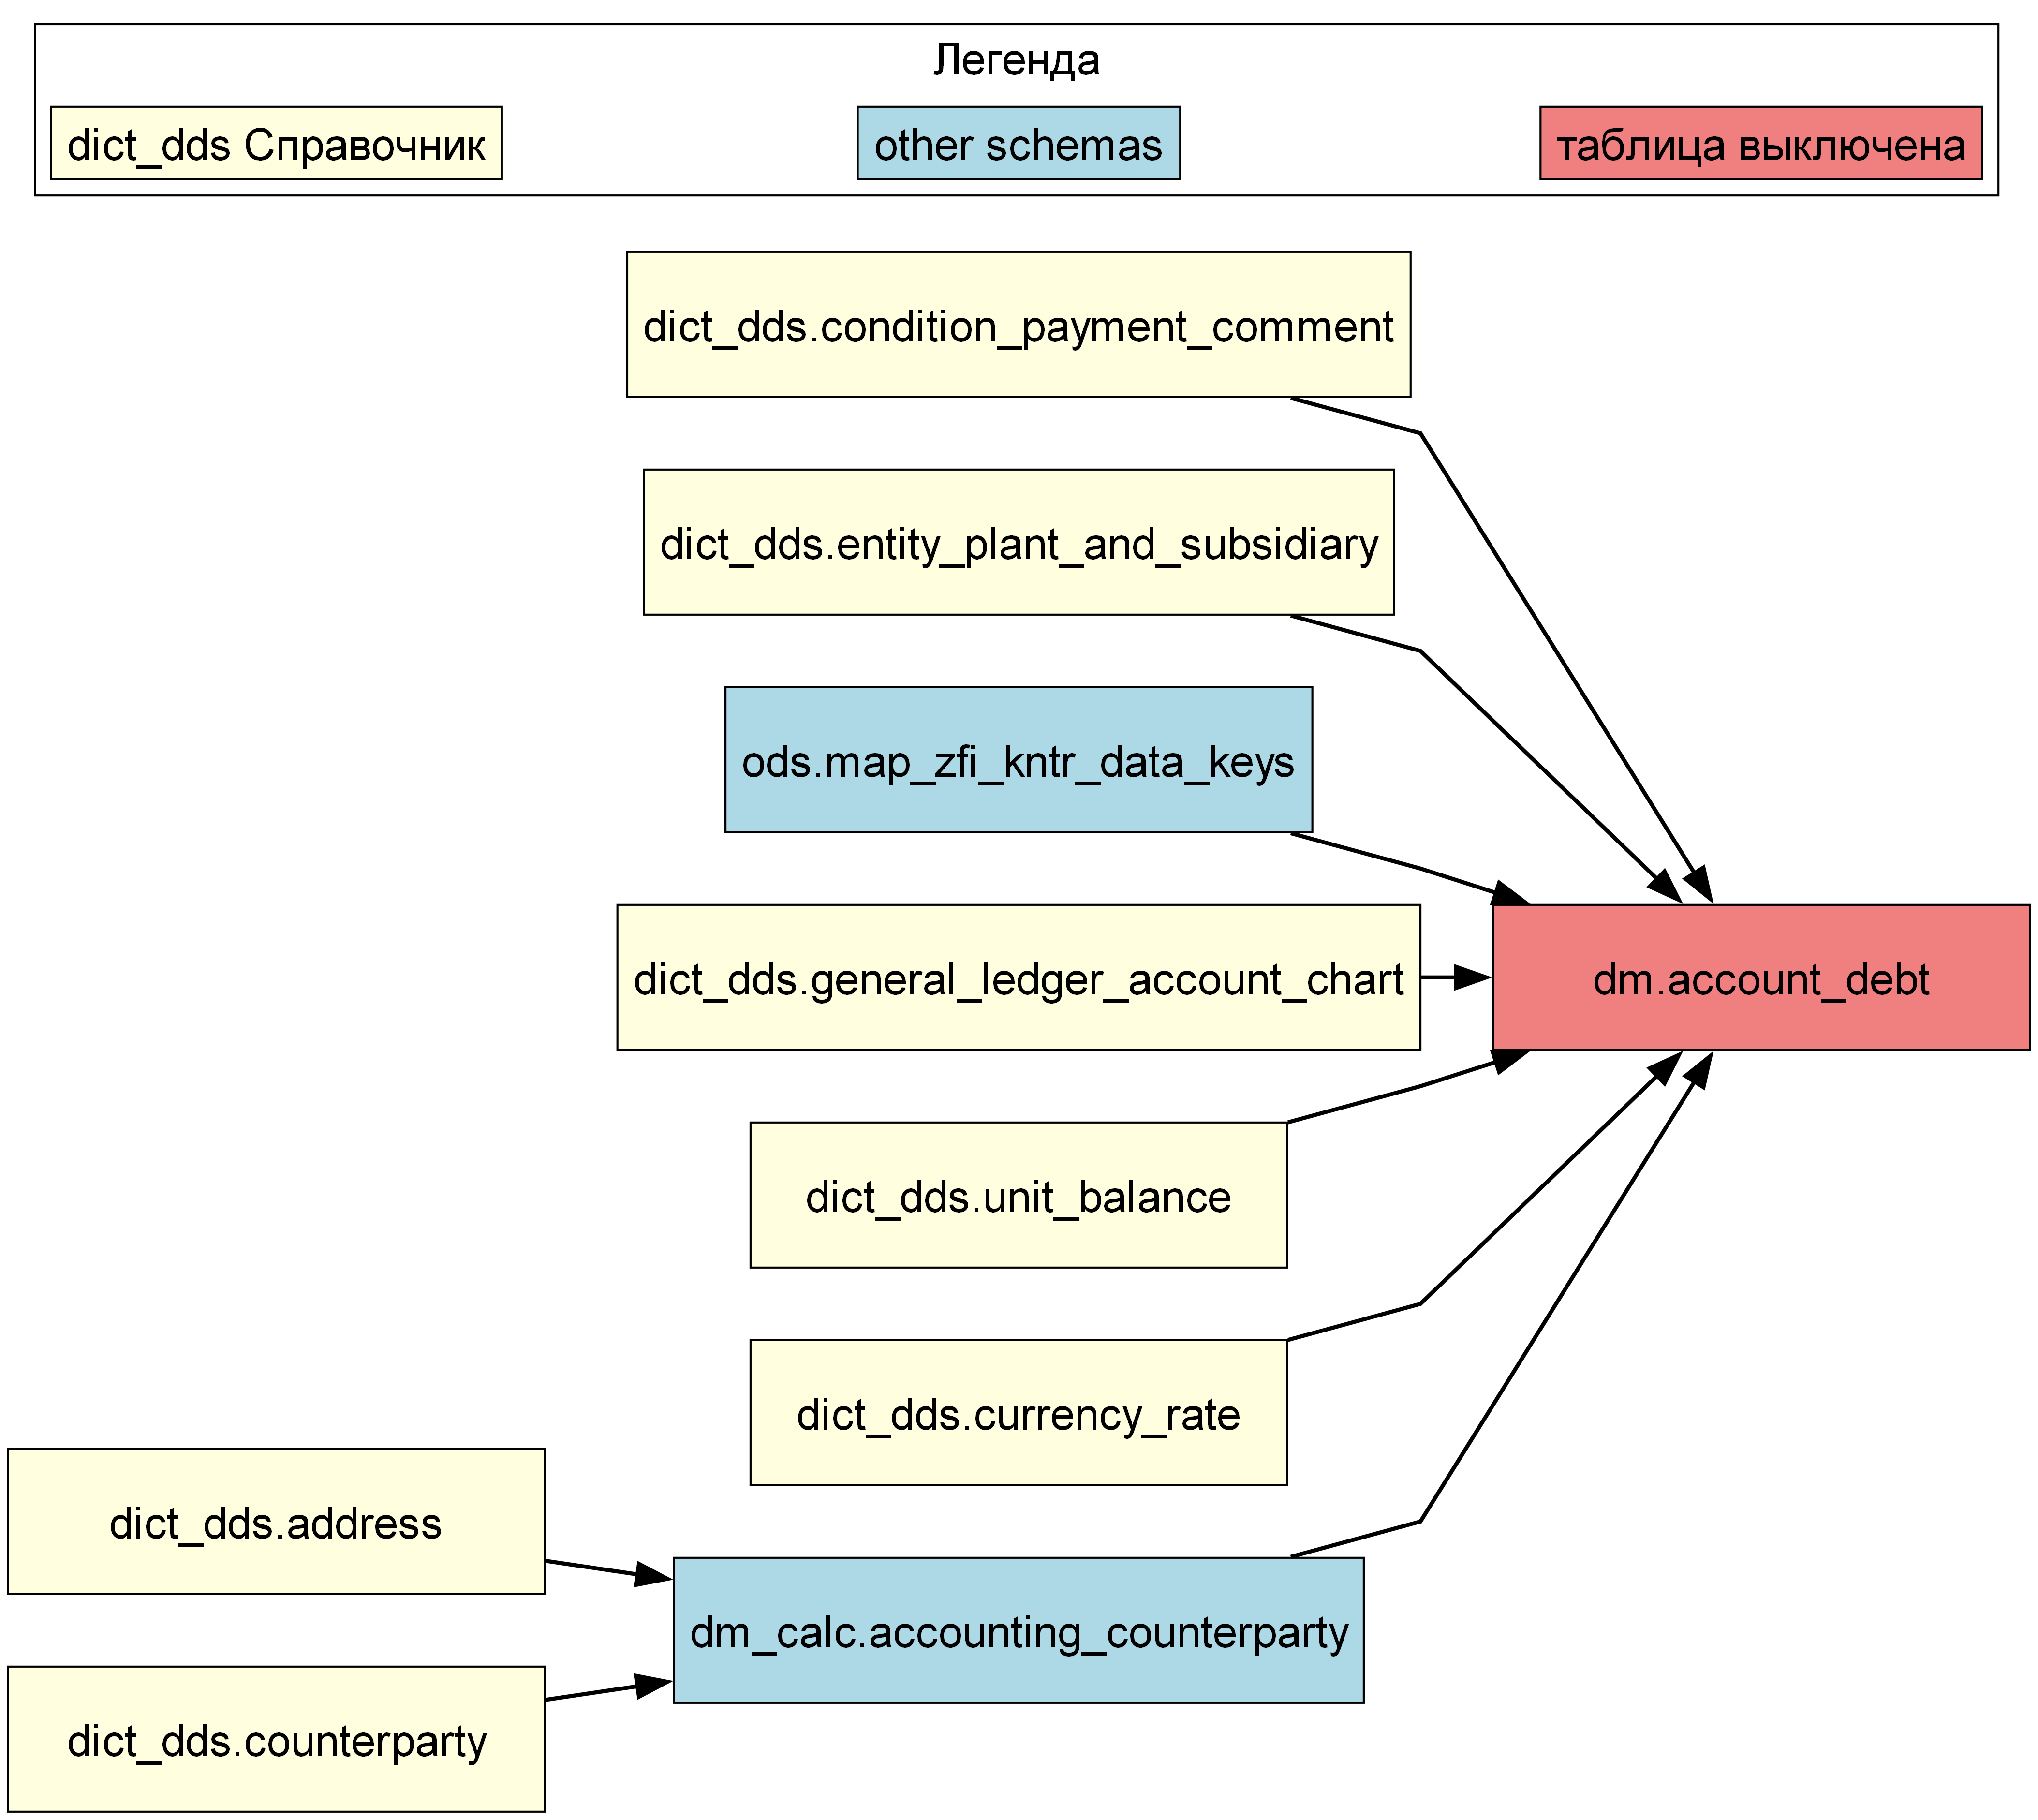 Легенда
dict_dds Справочник
other schemas
таблица выключена
dict_dds.condition_payment_comment
dict_dds.entity_plant_and_subsidiary
ods.map_zfi_kntr_data_keys
dict_dds.general_ledger_account_chart
dm.account_debt
dict_dds.unit_balance
dict_dds.currency_rate
dict_dds.address
dm_calc.accounting_counterparty
dict_dds.counterparty